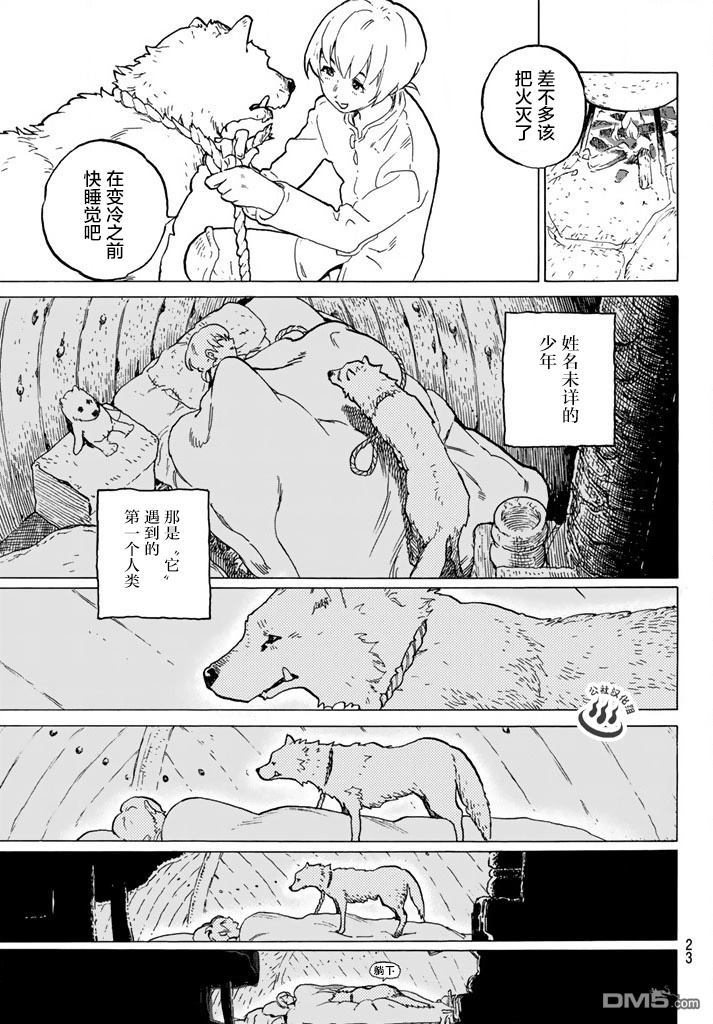 差不多该
把火灭了
在变冷之前
快睡觉吧
姓名未详的
少年
那是“它”
遇到的
第一个人类
公社汉化组
躺下
23
DM5.com